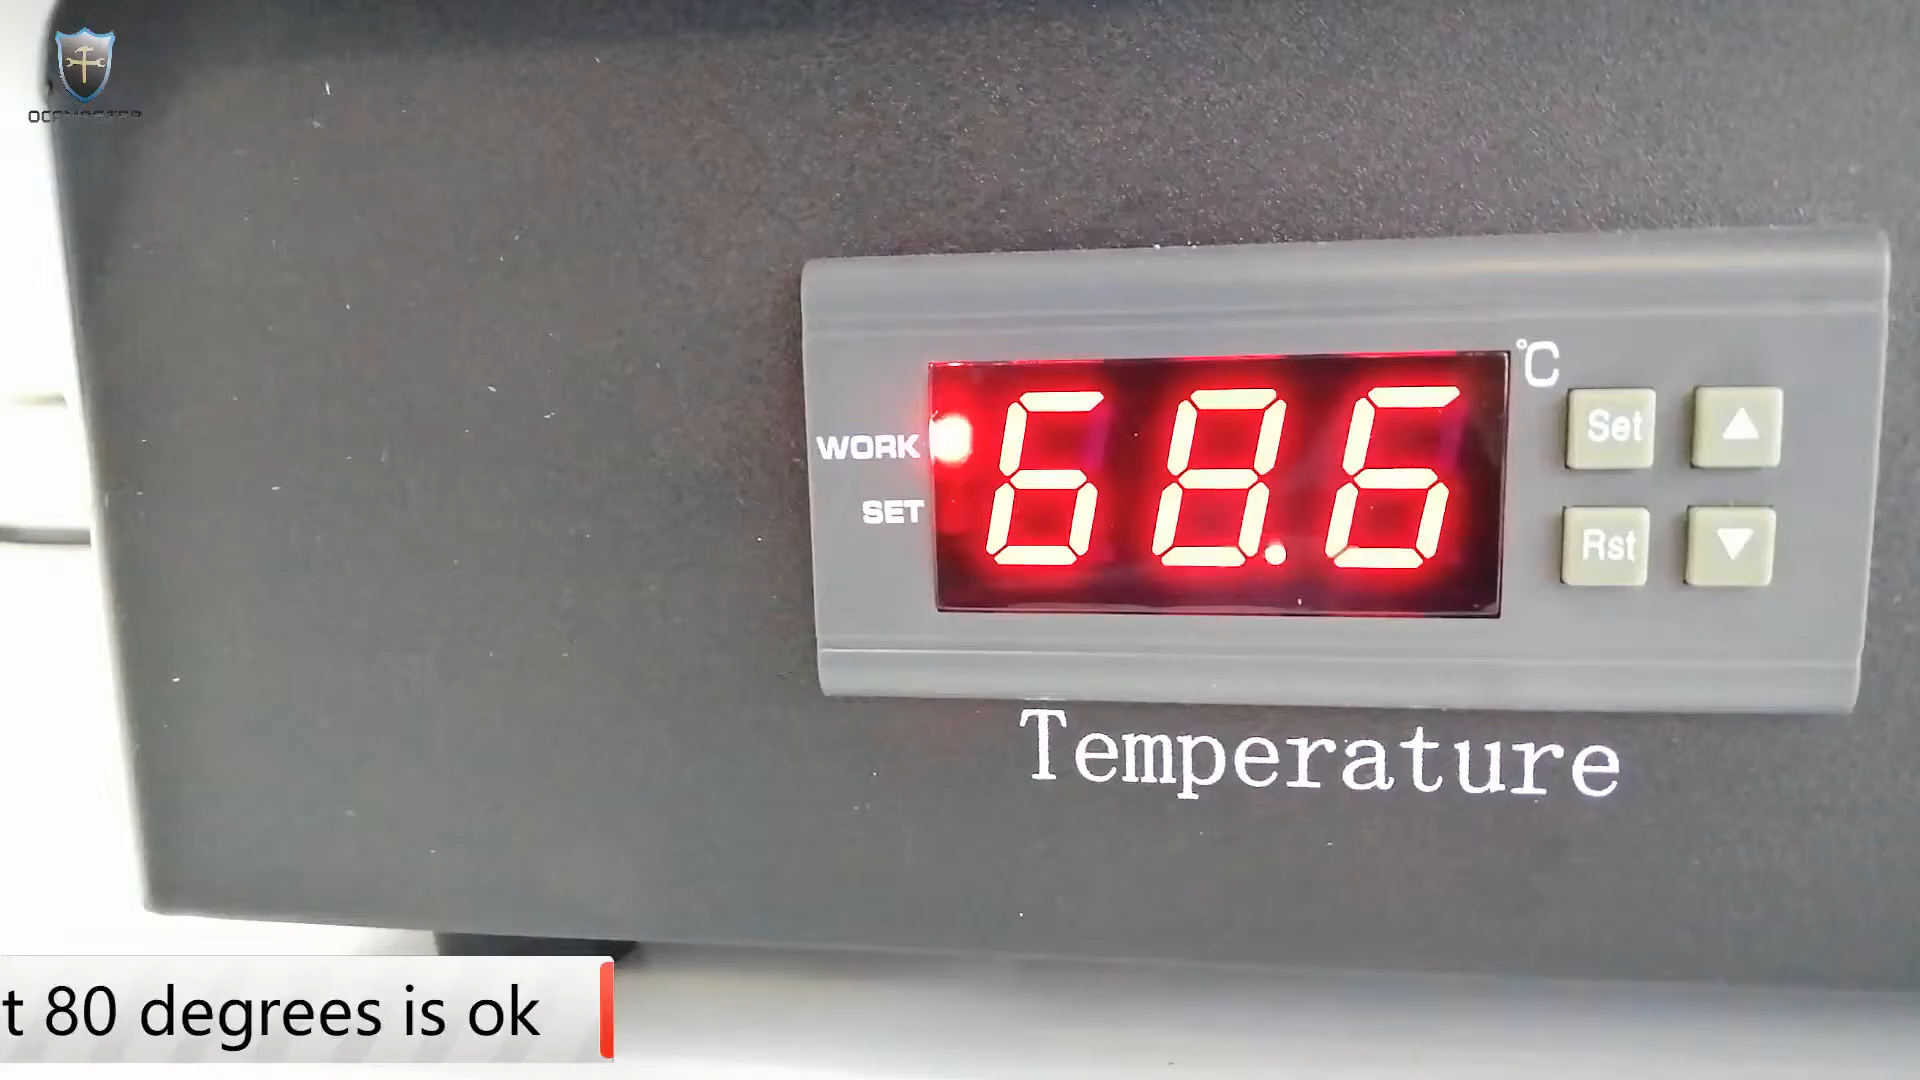 ℃
WORK
SET
68.6
Set
Rst
Temperature
t 80 degrees is ok